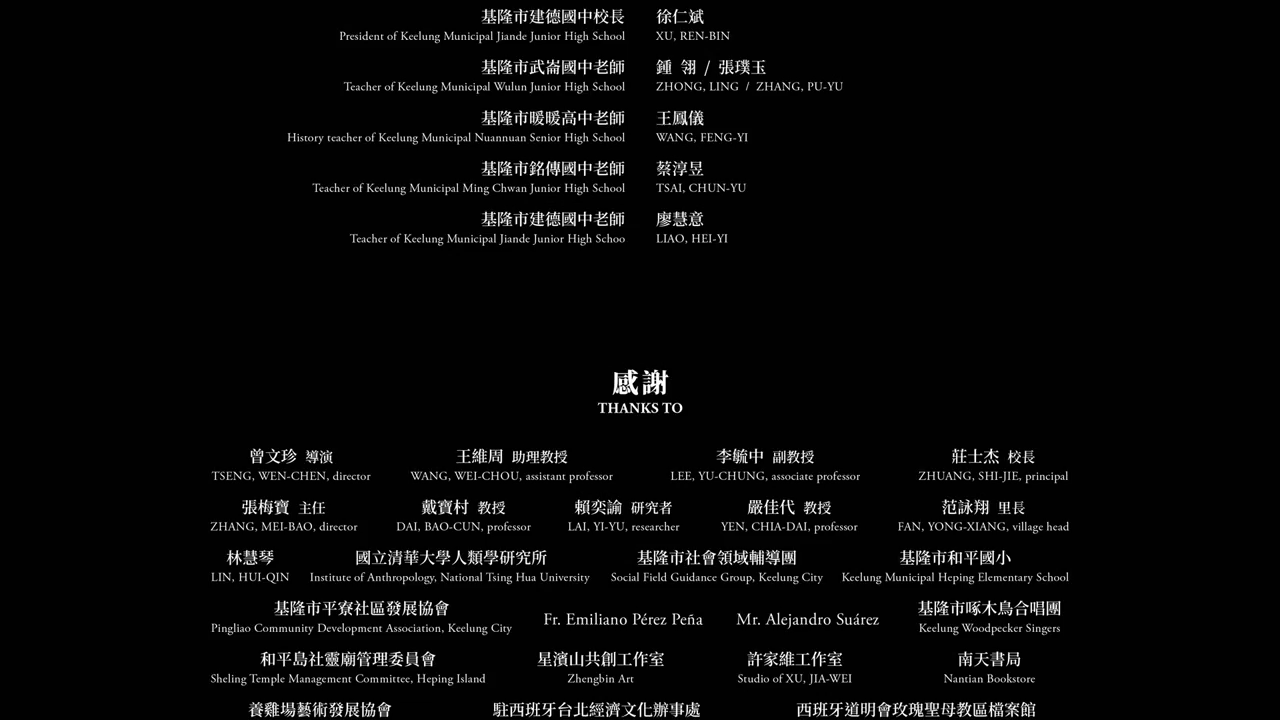 基隆市建德國中校長 徐仁斌
President of Keelung Municipal Jiande Junior High School XU, REN-BIN
基隆市武崙國中老師 鍾 翎 / 張璞玉
Teacher of Keelung Municipal Wulun Junior High School ZHONG, LING / ZHANG, PU-YU
基隆市暖暖高中老師 王鳳儀
History teacher of Keelung Municipal Nuannuan Senior High School WANG, FENG-YI
基隆市銘傳國中老師 蔡淳昱
Teacher of Keelung Municipal Ming Chwan Junior High School TSAI, CHUN-YU
基隆市建德國中老師 廖慧意
Teacher of Keelung Municipal Jiande Junior High Schoo LIAO, HEI-YI
感謝
THANKS TO
曾文珍 導演 王維周 助理教授 李毓中 副教授 莊士杰 校長
TSENG, WEN-CHEN, director WANG, WEI-CHOU, assistant professor LEE, YU-CHUNG, associate professor ZHUANG, SHI-JIE, principal
張梅寶 主任 戴寶村 教授 賴奕諭 研究者 嚴佳代 教授 范詠翔 里長
ZHANG, MEI-BAO, director DAI, BAO-CUN, professor LAI, YI-YU, researcher YEN, CHIA-DAI, professor FAN, YONG-XIANG, village head
林慧琴 國立清華大學人類學研究所 基隆市社會領域輔導團 基隆市和平國小
LIN, HUI-QIN Institute of Anthropology, National Tsing Hua University Social Field Guidance Group, Keelung City Keelung Municipal Heping Elementary School
基隆市平寮社區發展協會 Fr. Emiliano Pérez Peña Mr. Alejandro Suárez 基隆市啄木鳥合唱團
Pingliao Community Development Association, Keelung City Keelung Woodpecker Singers
和平島社靈廟管理委員會 星濱山共創工作室 許家維工作室 南天書局
Sheling Temple Management Committee, Heping Island Zhengbin Art Studio of XU, JIA-WEI Nantian Bookstore
養雞場藝術發展協會 駐西班牙台北經濟文化辦事處 西班牙道明會玫瑰聖母教區檔案館